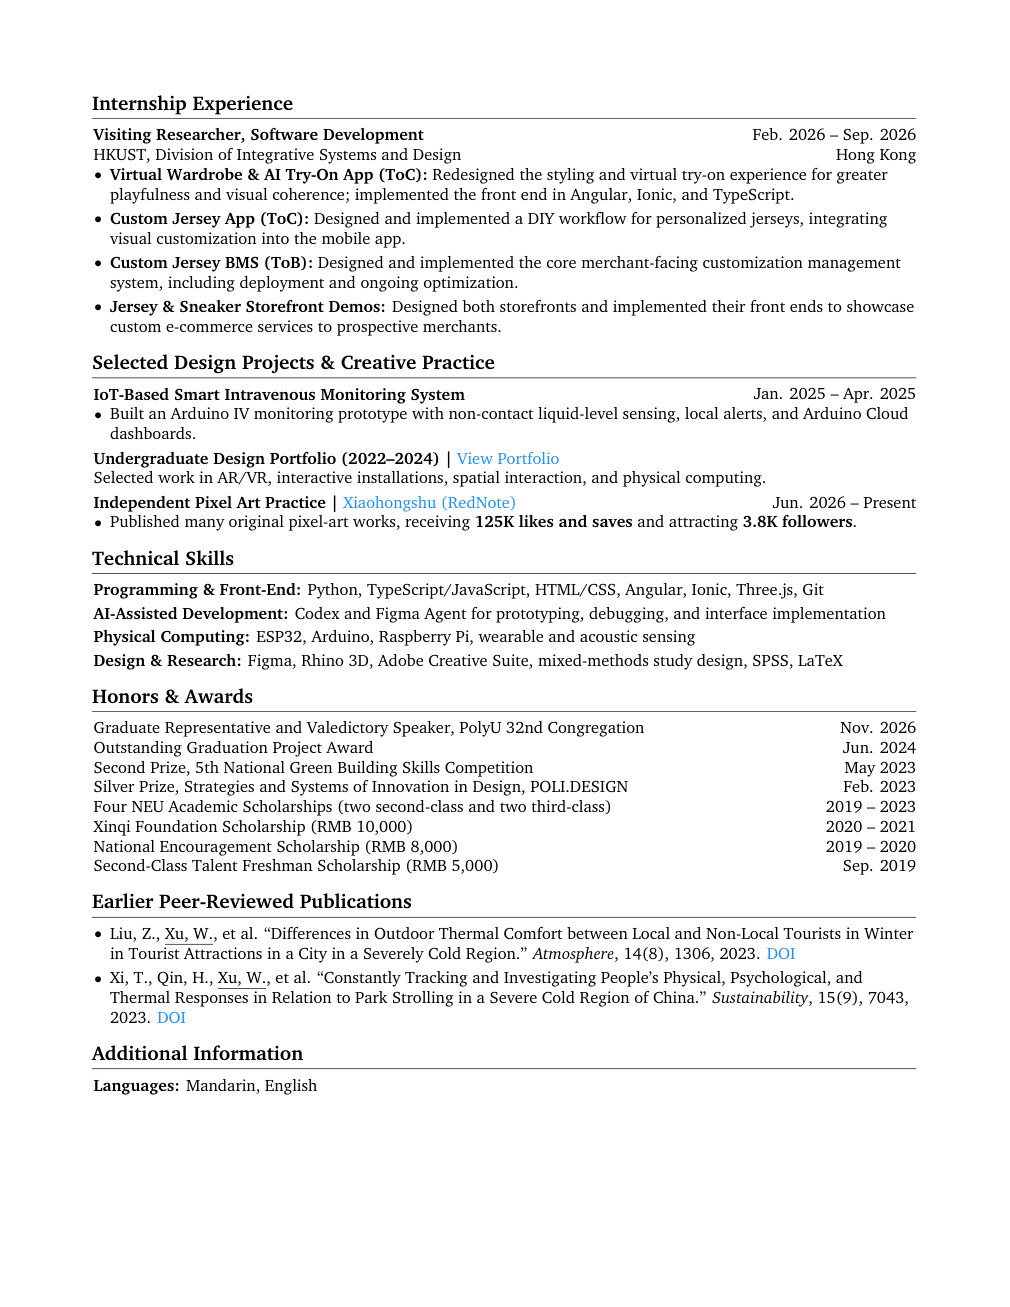 Internship Experience
Visiting Researcher, Software Development Feb. 2026 – Sep. 2026
HKUST, Division of Integrative Systems and Design Hong Kong
• Virtual Wardrobe & AI Try-On App (ToC): Redesigned the styling and virtual try-on experience for greater
playfulness and visual coherence; implemented the front end in Angular, Ionic, and TypeScript.
• Custom Jersey App (ToC): Designed and implemented a DIY workflow for personalized jerseys, integrating
visual customization into the mobile app.
• Custom Jersey BMS (ToB): Designed and implemented the core merchant-facing customization management
system, including deployment and ongoing optimization.
• Jersey & Sneaker Storefront Demos: Designed both storefronts and implemented their front ends to showcase
custom e-commerce services to prospective merchants.
Selected Design Projects & Creative Practice
IoT-Based Smart Intravenous Monitoring System Jan. 2025 – Apr. 2025
• Built an Arduino IV monitoring prototype with non-contact liquid-level sensing, local alerts, and Arduino Cloud
dashboards.
Undergraduate Design Portfolio (2022–2024) | View Portfolio
Selected work in AR/VR, interactive installations, spatial interaction, and physical computing.
Independent Pixel Art Practice | Xiaohongshu (RedNote) Jun. 2026 – Present
• Published many original pixel-art works, receiving 125K likes and saves and attracting 3.8K followers.
Technical Skills
Programming & Front-End: Python, TypeScript/JavaScript, HTML/CSS, Angular, Ionic, Three.js, Git
AI-Assisted Development: Codex and Figma Agent for prototyping, debugging, and interface implementation
Physical Computing: ESP32, Arduino, Raspberry Pi, wearable and acoustic sensing
Design & Research: Figma, Rhino 3D, Adobe Creative Suite, mixed-methods study design, SPSS, LaTeX
Honors & Awards
Graduate Representative and Valedictory Speaker, PolyU 32nd Congregation Nov. 2026
Outstanding Graduation Project Award Jun. 2024
Second Prize, 5th National Green Building Skills Competition May 2023
Silver Prize, Strategies and Systems of Innovation in Design, POLI.DESIGN Feb. 2023
Four NEU Academic Scholarships (two second-class and two third-class) 2019 – 2023
Xinqi Foundation Scholarship (RMB 10,000) 2020 – 2021
National Encouragement Scholarship (RMB 8,000) 2019 – 2020
Second-Class Talent Freshman Scholarship (RMB 5,000) Sep. 2019
Earlier Peer-Reviewed Publications
• Liu, Z., Xu, W., et al. “Differences in Outdoor Thermal Comfort between Local and Non-Local Tourists in Winter
in Tourist Attractions in a City in a Severely Cold Region.” Atmosphere, 14(8), 1306, 2023. DOI
• Xi, T., Qin, H., Xu, W., et al. “Constantly Tracking and Investigating People’s Physical, Psychological, and
Thermal Responses in Relation to Park Strolling in a Severe Cold Region of China.” Sustainability, 15(9), 7043,
2023. DOI
Additional Information
Languages: Mandarin, English